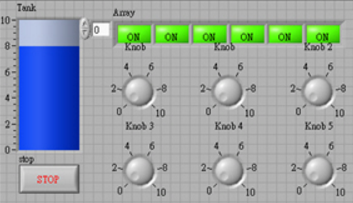 Tank
Array
10
8
6
4
2
0
0
ON ON ON ON ON ON
Knob Knob Knob 2
4 6 4 6 4 6
2 8 2 8 2 8
0 10 0 10 0 10
Knob 3 Knob 4 Knob 5
4 6 4 6 4 6
2 8 2 8 2 8
0 10 0 10 0 10
stop
STOP